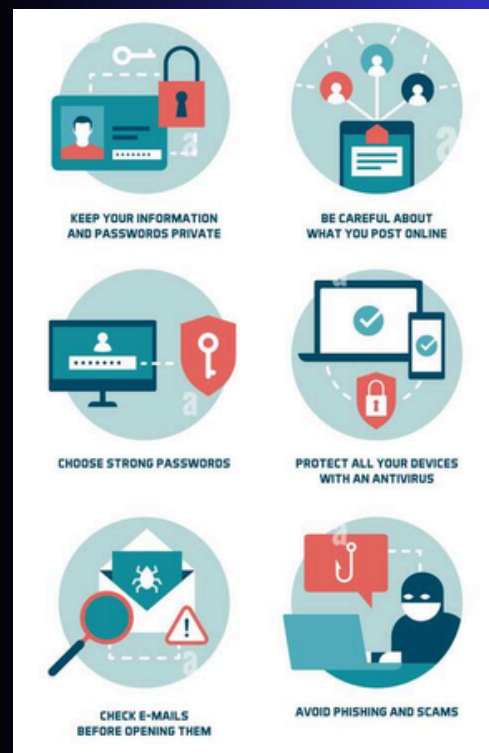 KEEP YOUR INFORMATION
AND PASSWORDS PRIVATE
BE CAREFUL ABOUT
WHAT YOU POST ONLINE
CHOOSE STRONG PASSWORDS
PROTECT ALL YOUR DEVICES
WITH AN ANTIVIRUS
CHECK E-MAILS
BEFORE OPENING THEM
AVOID PHISHING AND SCAMS